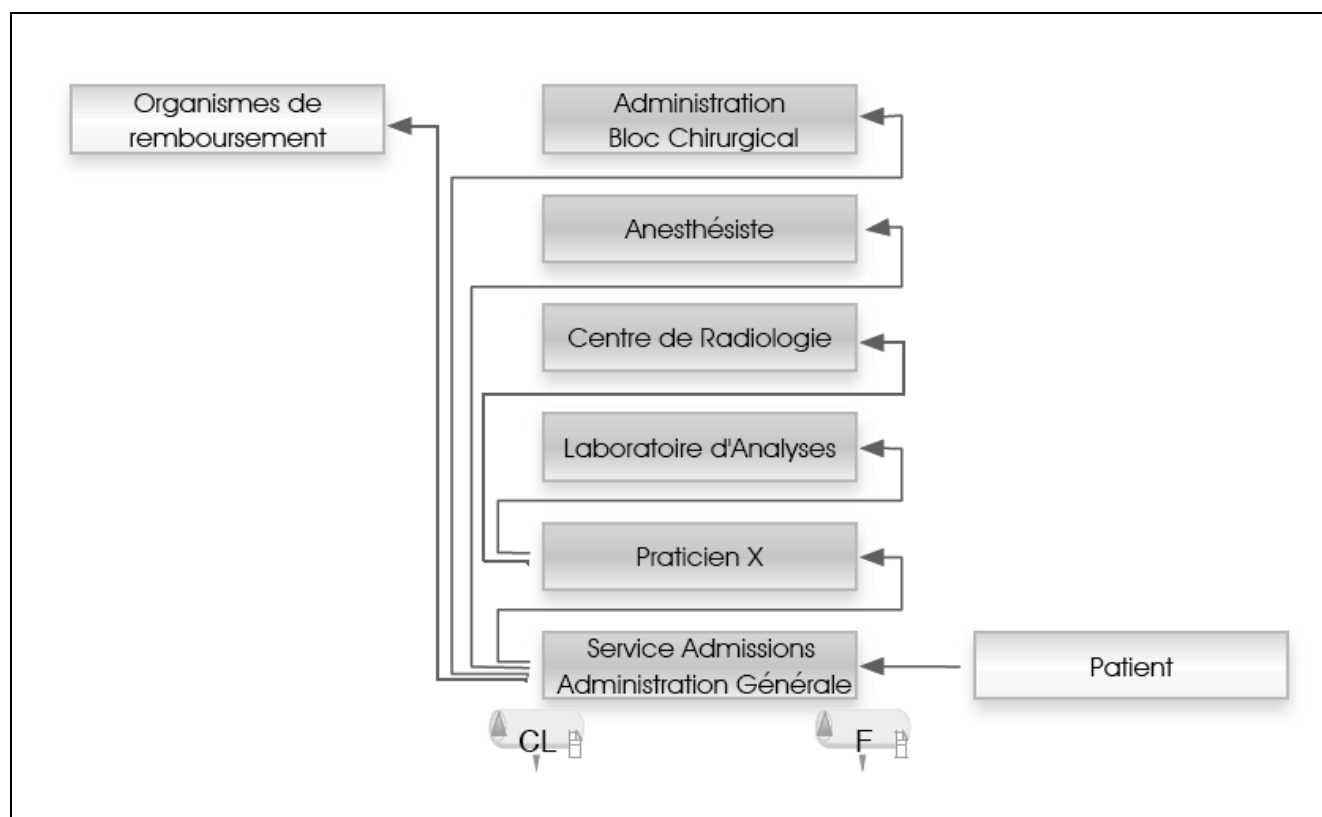 Organismes de
remboursement
Administration
Bloc Chirurgical
Anesthésiste
Centre de Radiologie
Laboratoire d'Analyses
Praticien X
Service Admissions
Administration Générale
Patient
CL
F